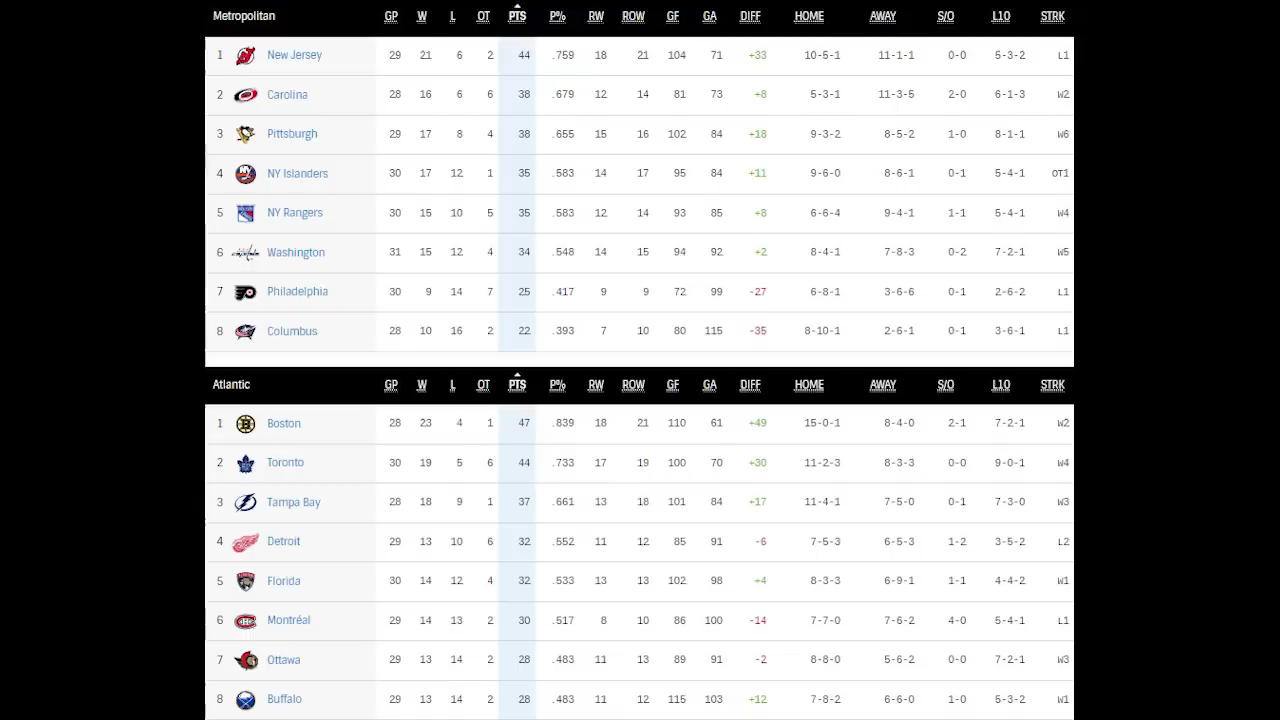 Metropolitan GP W L OT PTS P% RW ROW GF GA DIFF HOME AWAY S/O L10 STRK
1 New Jersey 29 21 6 2 44 .759 18 21 104 71 +33 10-5-1 11-1-1 0-0 5-3-2 L1
2 Carolina 28 16 6 6 38 .679 12 14 81 73 +8 5-3-1 11-3-5 2-0 6-1-3 W2
3 Pittsburgh 29 17 8 4 38 .655 15 16 102 84 +18 9-3-2 8-5-2 1-0 8-1-1 W6
4 NY Islanders 30 17 12 1 35 .583 14 17 95 84 +11 9-6-0 8-6-1 0-1 5-4-1 OT1
5 NY Rangers 30 15 10 5 35 .583 12 14 93 85 +8 6-6-4 9-4-1 1-1 5-4-1 W4
6 Washington 31 15 12 4 34 .548 14 15 94 92 +2 8-4-1 7-8-3 0-2 7-2-1 W5
7 Philadelphia 30 9 14 7 25 .417 9 9 72 99 -27 6-8-1 3-6-6 0-1 2-6-2 L1
8 Columbus 28 10 16 2 22 .393 7 10 80 115 -35 8-10-1 2-6-1 0-1 3-6-1 L1
Atlantic GP W L OT PTS P% RW ROW GF GA DIFF HOME AWAY S/O L10 STRK
1 Boston 28 23 4 1 47 .839 18 21 110 61 +49 15-0-1 8-4-0 2-1 7-2-1 W2
2 Toronto 30 19 5 6 44 .733 17 19 100 70 +30 11-2-3 8-3-3 0-0 9-0-1 W4
3 Tampa Bay 28 18 9 1 37 .661 13 18 101 84 +17 11-4-1 7-5-0 0-1 7-3-0 W3
4 Detroit 29 13 10 6 32 .552 11 12 85 91 -6 7-5-3 6-5-3 1-2 3-5-2 L2
5 Florida 30 14 12 4 32 .533 13 13 102 98 +4 8-3-3 6-9-1 1-1 4-4-2 W1
6 Montréal 29 14 13 2 30 .517 8 10 86 100 -14 7-7-0 7-6-2 4-0 5-4-1 L1
7 Ottawa 29 13 14 2 28 .483 11 13 89 91 -2 8-8-0 5-6-2 0-0 7-2-1 W3
8 Buffalo 29 13 14 2 28 .483 11 12 115 103 +12 7-8-2 6-6-0 1-0 5-3-2 W1